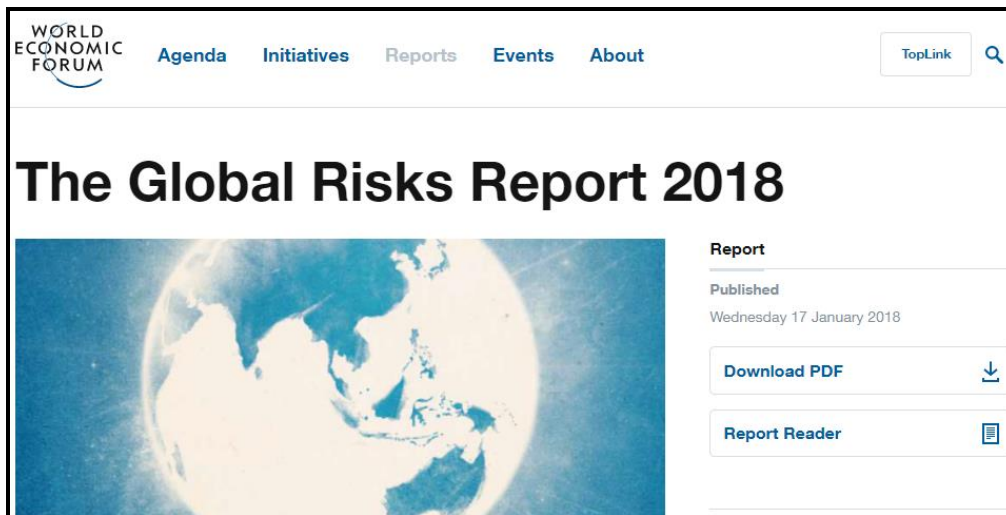 WORLD
ECONOMIC
FORUM
Agenda Initiatives Reports Events About
TopLink
The Global Risks Report 2018
Report
Published
Wednesday 17 January 2018
Download PDF
Report Reader